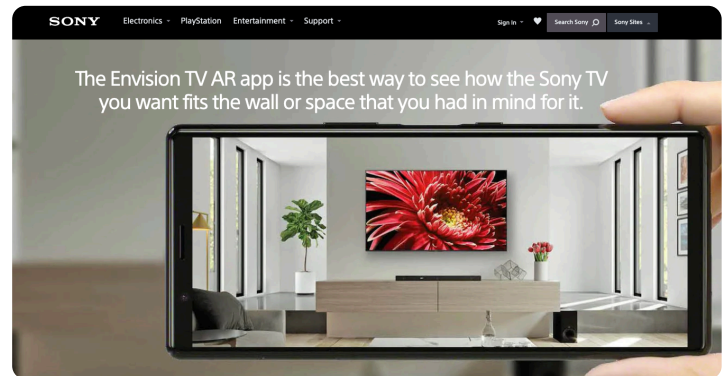 SONY
Electronics
PlayStation
Entertainment
Support
Sign In
Search Sony
Sony Sites
The Envision TV AR app is the best way to see how the Sony TV
you want fits the wall or space that you had in mind for it.